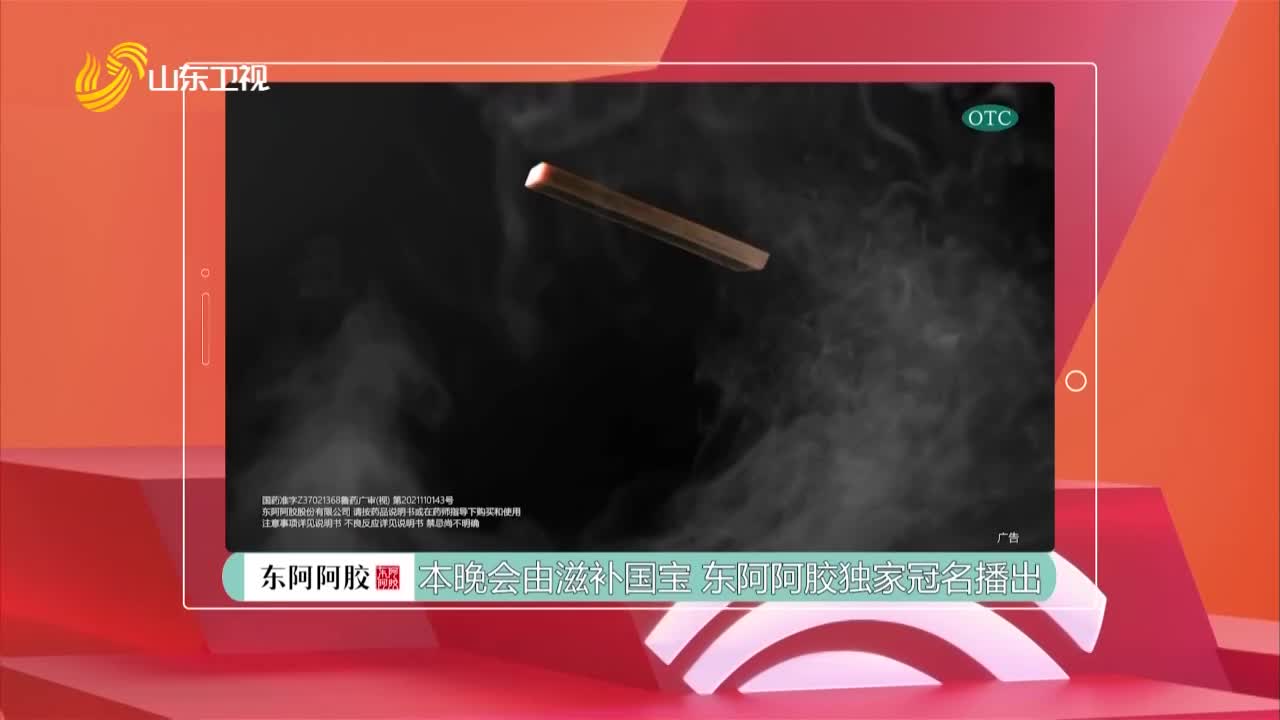 山东卫视
OTC
国药准字Z37021368鲁药广审(视) 第2021110143号
东阿阿胶股份有限公司 请按药品说明书或在药师指导下购买和使用
注意事项详见说明书 不良反应详见说明书 禁忌尚不明确
广告
东阿阿胶 东阿阿胶 本晚会由滋补国宝 东阿阿胶独家冠名播出